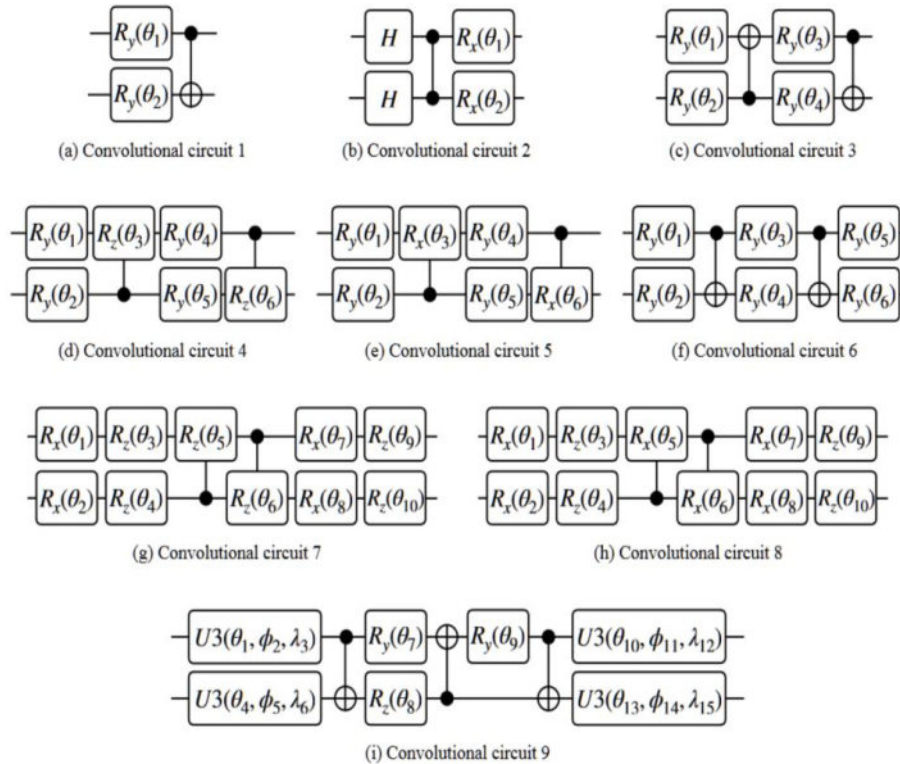 R_y(θ_1)
R_y(θ_2)
(a) Convolutional circuit 1
H R_x(θ_1)
H R_x(θ_2)
(b) Convolutional circuit 2
R_y(θ_1) R_y(θ_3)
R_y(θ_2) R_y(θ_4)
(c) Convolutional circuit 3
R_y(θ_1) R_z(θ_3) R_y(θ_4)
R_y(θ_2) R_y(θ_5) R_z(θ_6)
(d) Convolutional circuit 4
R_y(θ_1) R_x(θ_3) R_y(θ_4)
R_y(θ_2) R_y(θ_5) R_x(θ_6)
(e) Convolutional circuit 5
R_y(θ_1) R_y(θ_3) R_y(θ_5)
R_y(θ_2) R_y(θ_4) R_y(θ_6)
(f) Convolutional circuit 6
R_x(θ_1) R_z(θ_3) R_z(θ_5) R_x(θ_7) R_z(θ_9)
R_x(θ_2) R_z(θ_4) R_z(θ_6) R_x(θ_8) R_z(θ_10)
(g) Convolutional circuit 7
R_x(θ_1) R_z(θ_3) R_x(θ_5) R_x(θ_7) R_z(θ_9)
R_x(θ_2) R_z(θ_4) R_x(θ_6) R_x(θ_8) R_z(θ_10)
(h) Convolutional circuit 8
U3(θ_1, ϕ_2, λ_3) R_y(θ_7) R_y(θ_9) U3(θ_10, ϕ_11, λ_12)
U3(θ_4, ϕ_5, λ_6) R_z(θ_8) U3(θ_13, ϕ_14, λ_15)
(i) Convolutional circuit 9